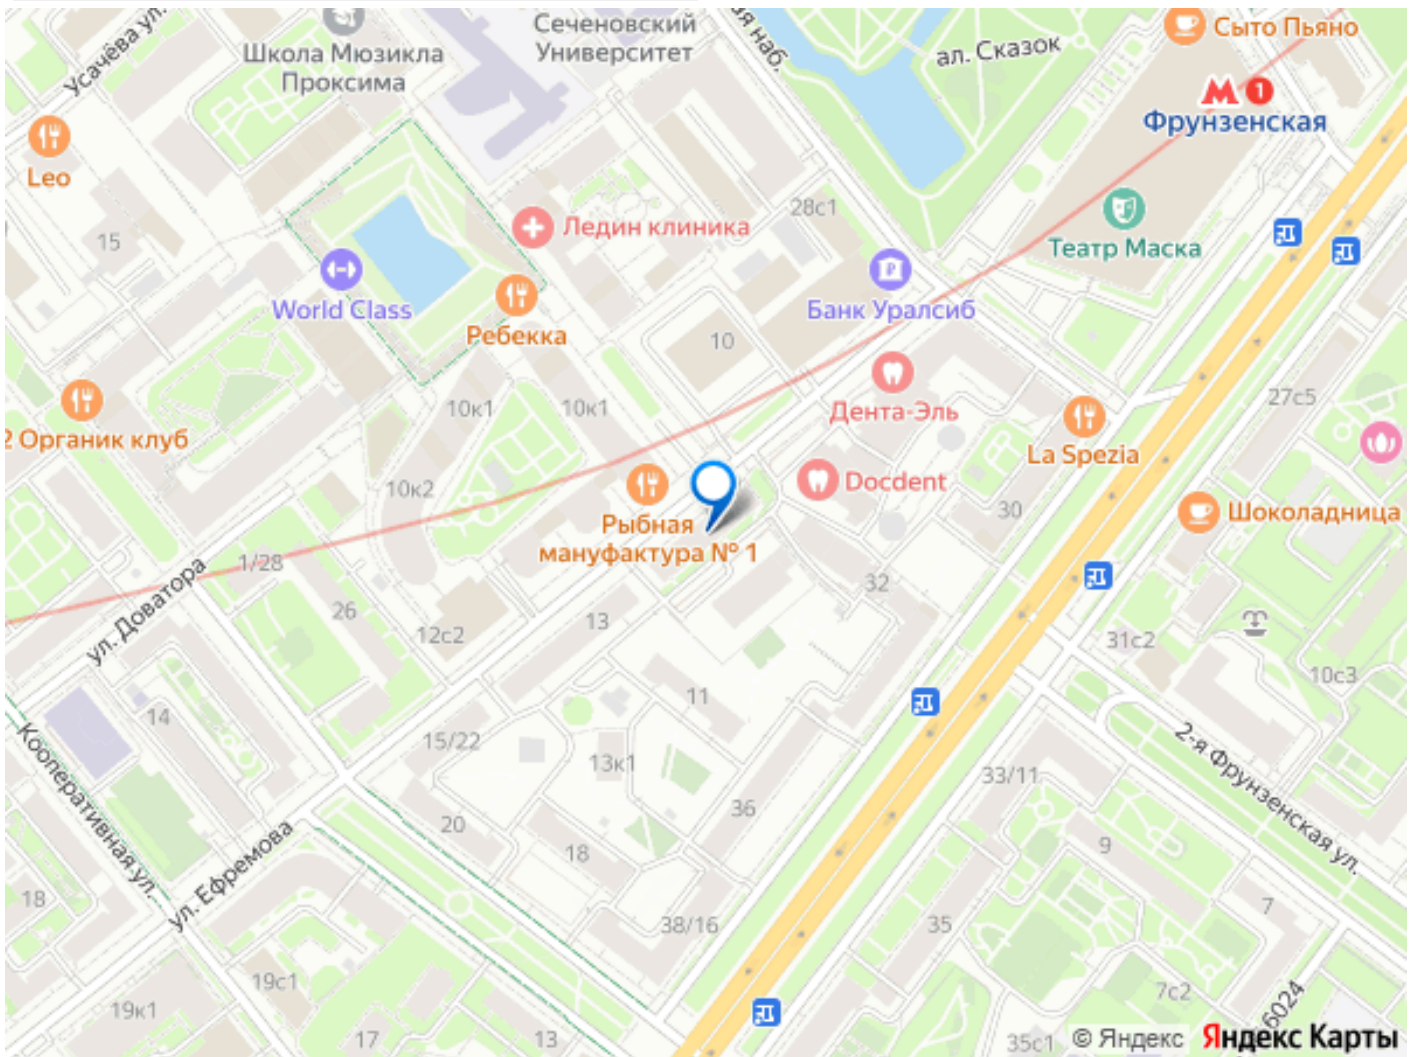 Усачёва ул.
Школа Мюзикла
Проксима
Сеченовский
Университет
ая наб.
ал. Сказок
Сыто Пьяно
М 1
Фрунзенская
Leo
15
Ледин клиника
28с1
Театр Маска
World Class
Ребекка
Банк Уралсиб
10
Дента-Эль
27с5
2 Органик клуб
10к1
10к1
La Spezia
10к2
Docdent
30
Шоколадница
Рыбная
мануфактура № 1
ул. Доватора
1/28
26
12с2
13
32
31с2
10с3
14
11
15/22
13к1
2-я Фрунзенская ул.
33/11
Кооперативная ул.
20
18
36
9
ул. Ефремова
18
38/16
35
7
19с1
19к1
17
13
7с2
6024
35с1
© Яндекс
Яндекс Карты